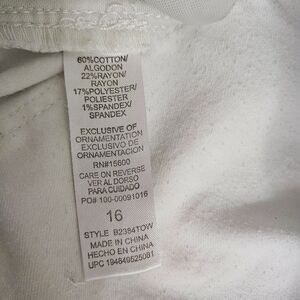 60%COTTON/
ALGODON
22%RAYON/
RAYON
17%POLYESTER/
POLIESTER
1%SPANDEX/
SPANDEX
EXCLUSIVE OF
ORNAMENTATION
EXCLUSIVO DE
ORNAMENTACION
RN#15600
CARE ON REVERSE
VER AL DORSO
PARA CUIDADO
PO# 100-00091016
16
STYLE B2384TOW
MADE IN CHINA
HECHO EN CHINA
UPC 194649525081